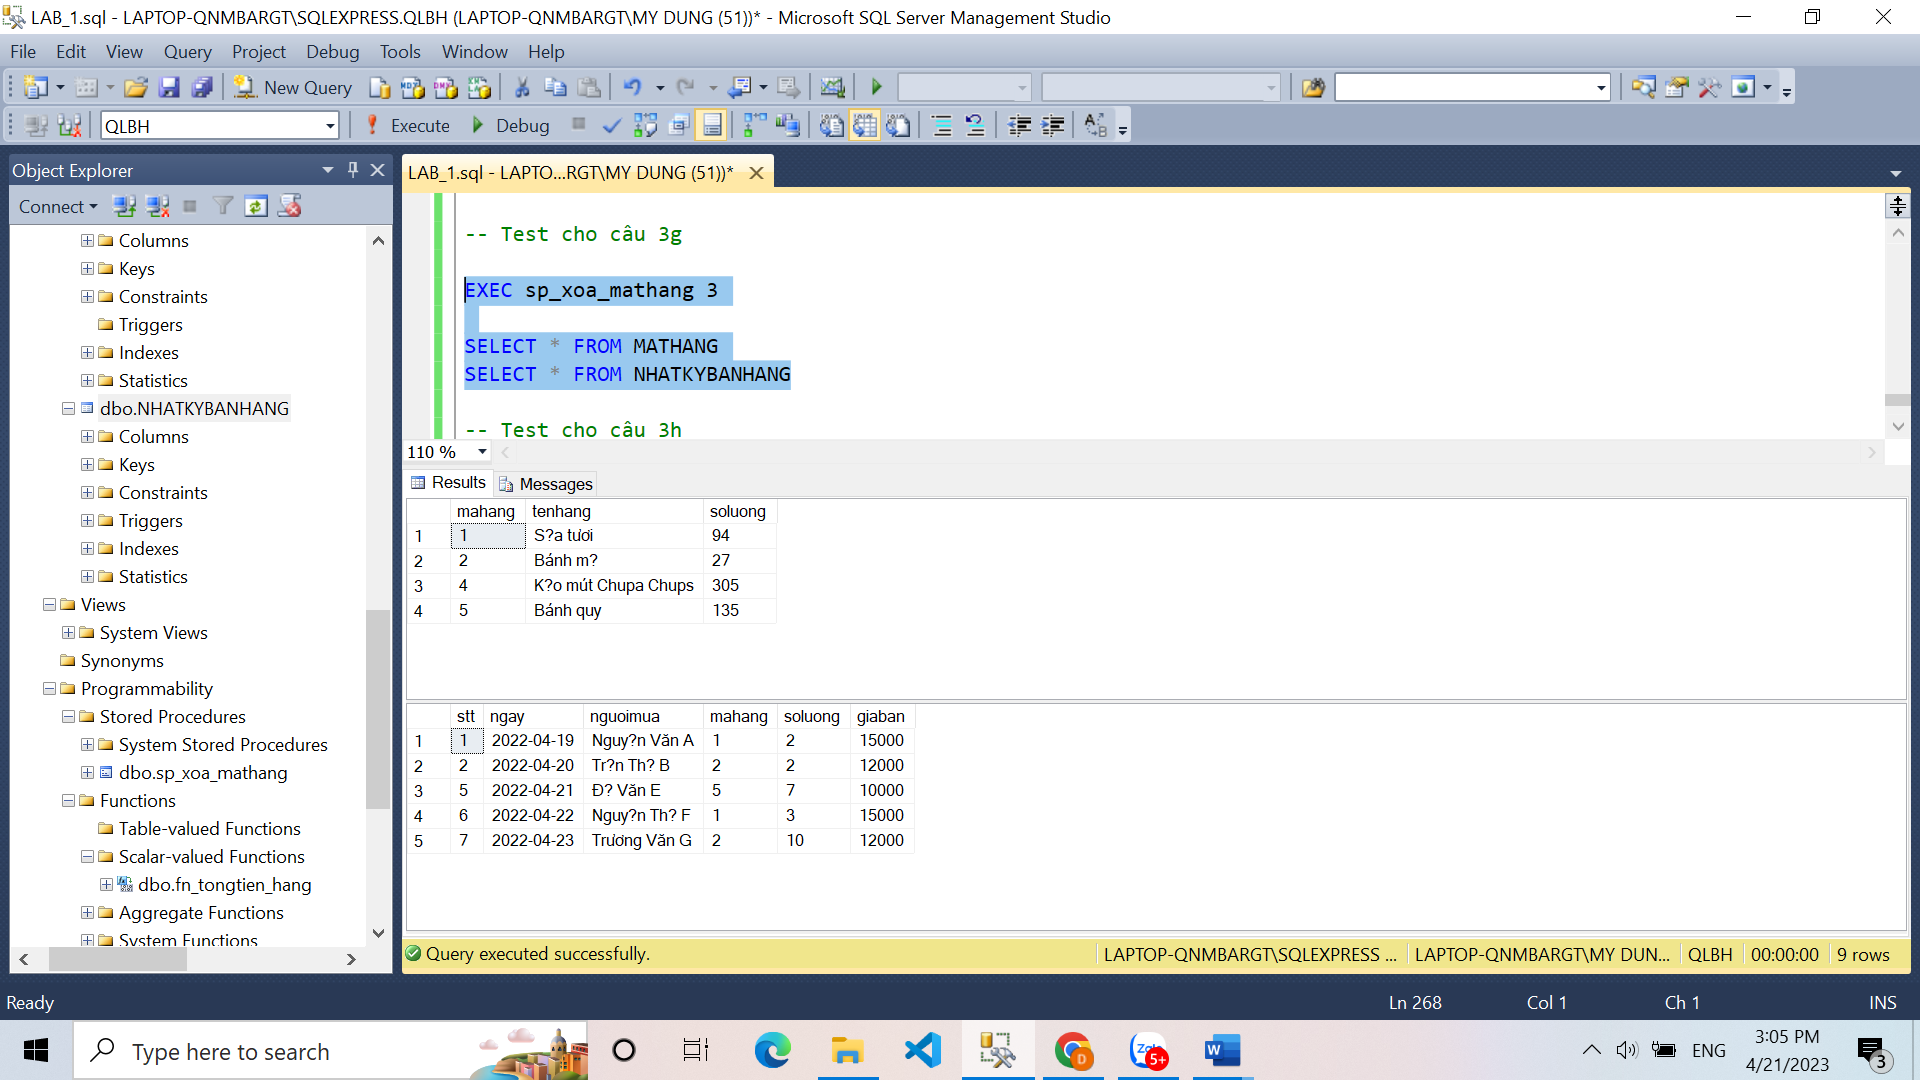 LAB_1.sql - LAPTOP-QNMBARGT\SQLEXPRESS.QLBH (LAPTOP-QNMBARGT\MY DUNG (51))* - Microsoft SQL Server Management Studio
File Edit View Query Project Debug Tools Window Help
New Query
QLBH Execute Debug
Object Explorer
Connect
Columns
Keys
Constraints
Triggers
Indexes
Statistics
dbo.NHATKYBANHANG
Columns
Keys
Constraints
Triggers
Indexes
Statistics
Views
System Views
Synonyms
Programmability
Stored Procedures
System Stored Procedures
dbo.sp_xoa_mathang
Functions
Table-valued Functions
Scalar-valued Functions
dbo.fn_tongtien_hang
Aggregate Functions
System Functions
LAB_1.sql - LAPTO...RGT\MY DUNG (51))*
-- Test cho câu 3g
EXEC sp_xoa_mathang 3
SELECT * FROM MATHANG
SELECT * FROM NHATKYBANHANG
-- Test cho câu 3h
110 %
Results Messages
mahang tenhang soluong
1 1 S?a tươi 94
2 2 Bánh m? 27
3 4 K?o mút Chupa Chups 305
4 5 Bánh quy 135
stt ngay nguoimua mahang soluong giaban
1 1 2022-04-19 Nguy?n Văn A 1 2 15000
2 2 2022-04-20 Tr?n Th? B 2 2 12000
3 5 2022-04-21 Đ? Văn E 5 7 10000
4 6 2022-04-22 Nguy?n Th? F 1 3 15000
5 7 2022-04-23 Trương Văn G 2 10 12000
Query executed successfully. LAPTOP-QNMBARGT\SQLEXPRESS ... LAPTOP-QNMBARGT\MY DUN... QLBH 00:00:00 9 rows
Ready Ln 268 Col 1 Ch 1 INS
Type here to search
Zalo 5+
ENG
3:05 PM
4/21/2023
3